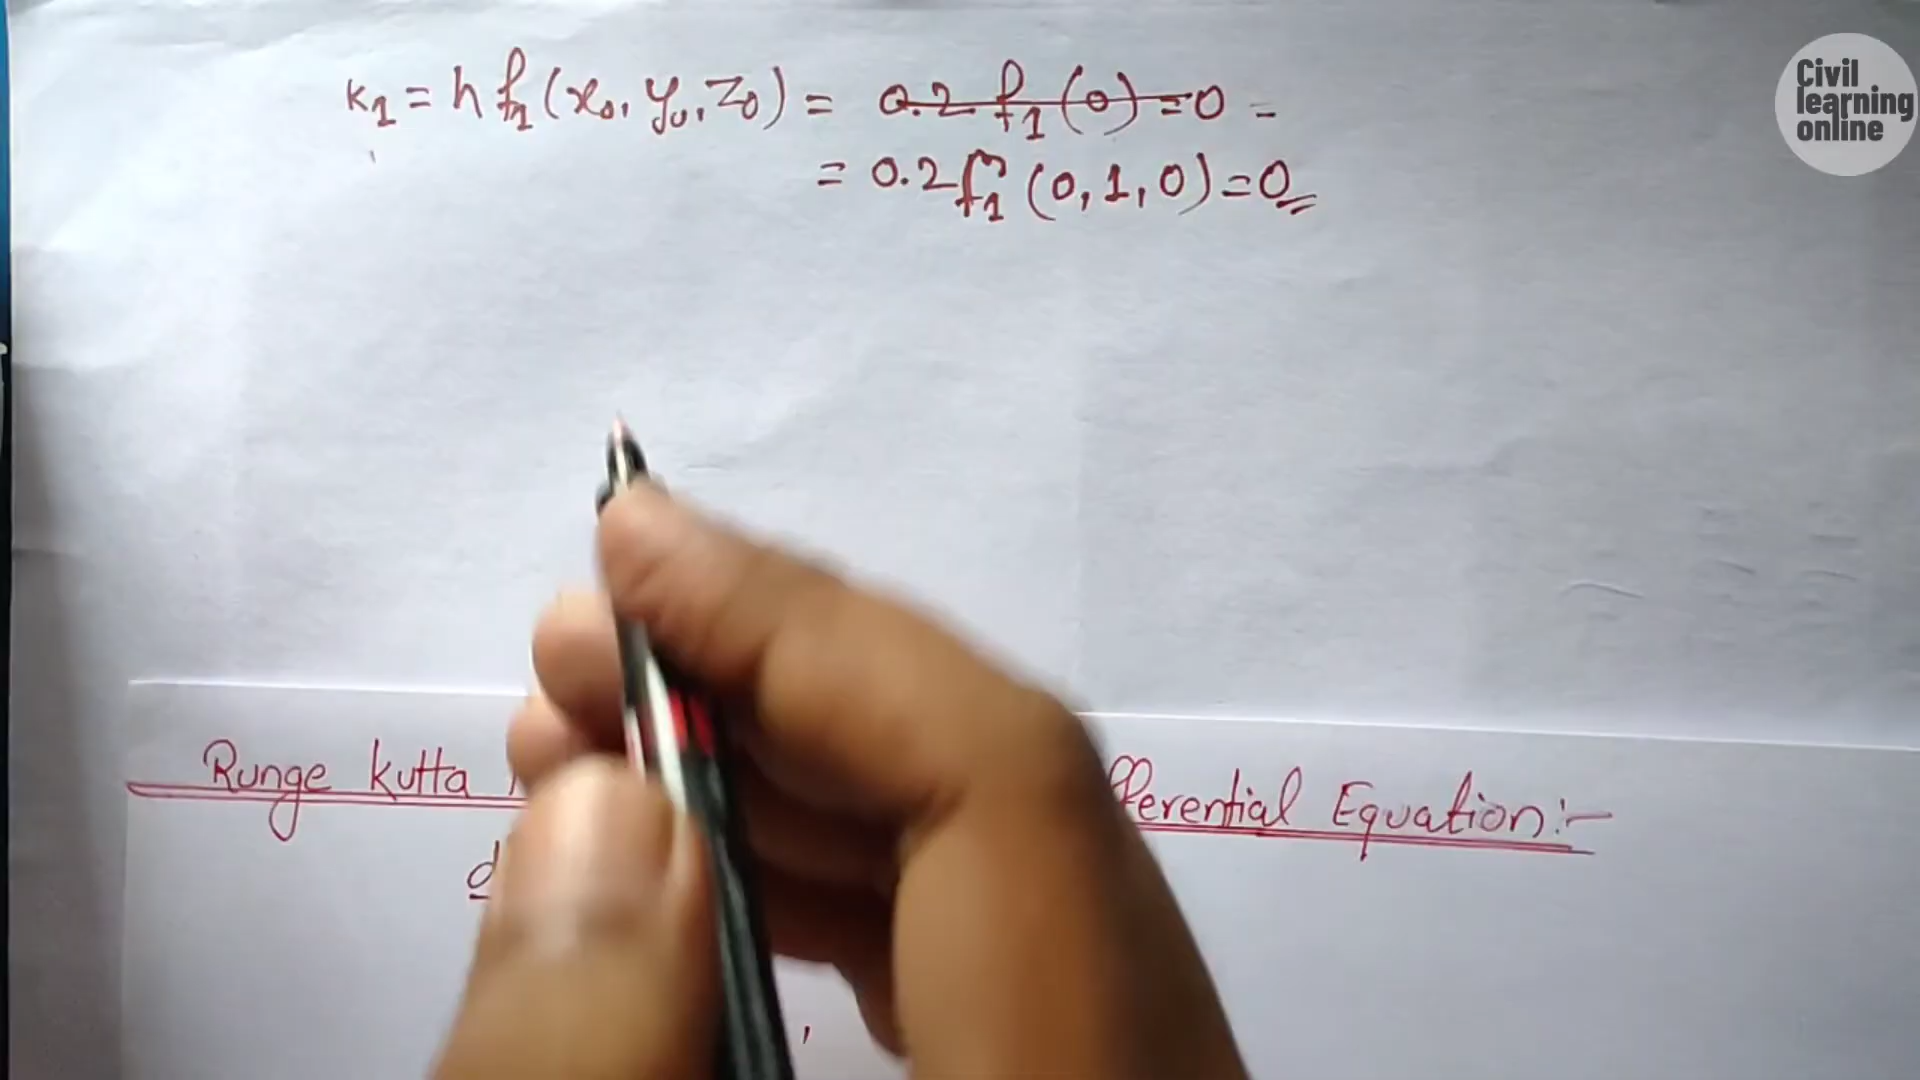 k₁ = h f₁(x₀, y₀, z₀) = 0.2 f₁(0) = 0 =
= 0.2 f₁(0, 1, 0) = 0
Civil
learning
online
Runge kutta
Equation:-